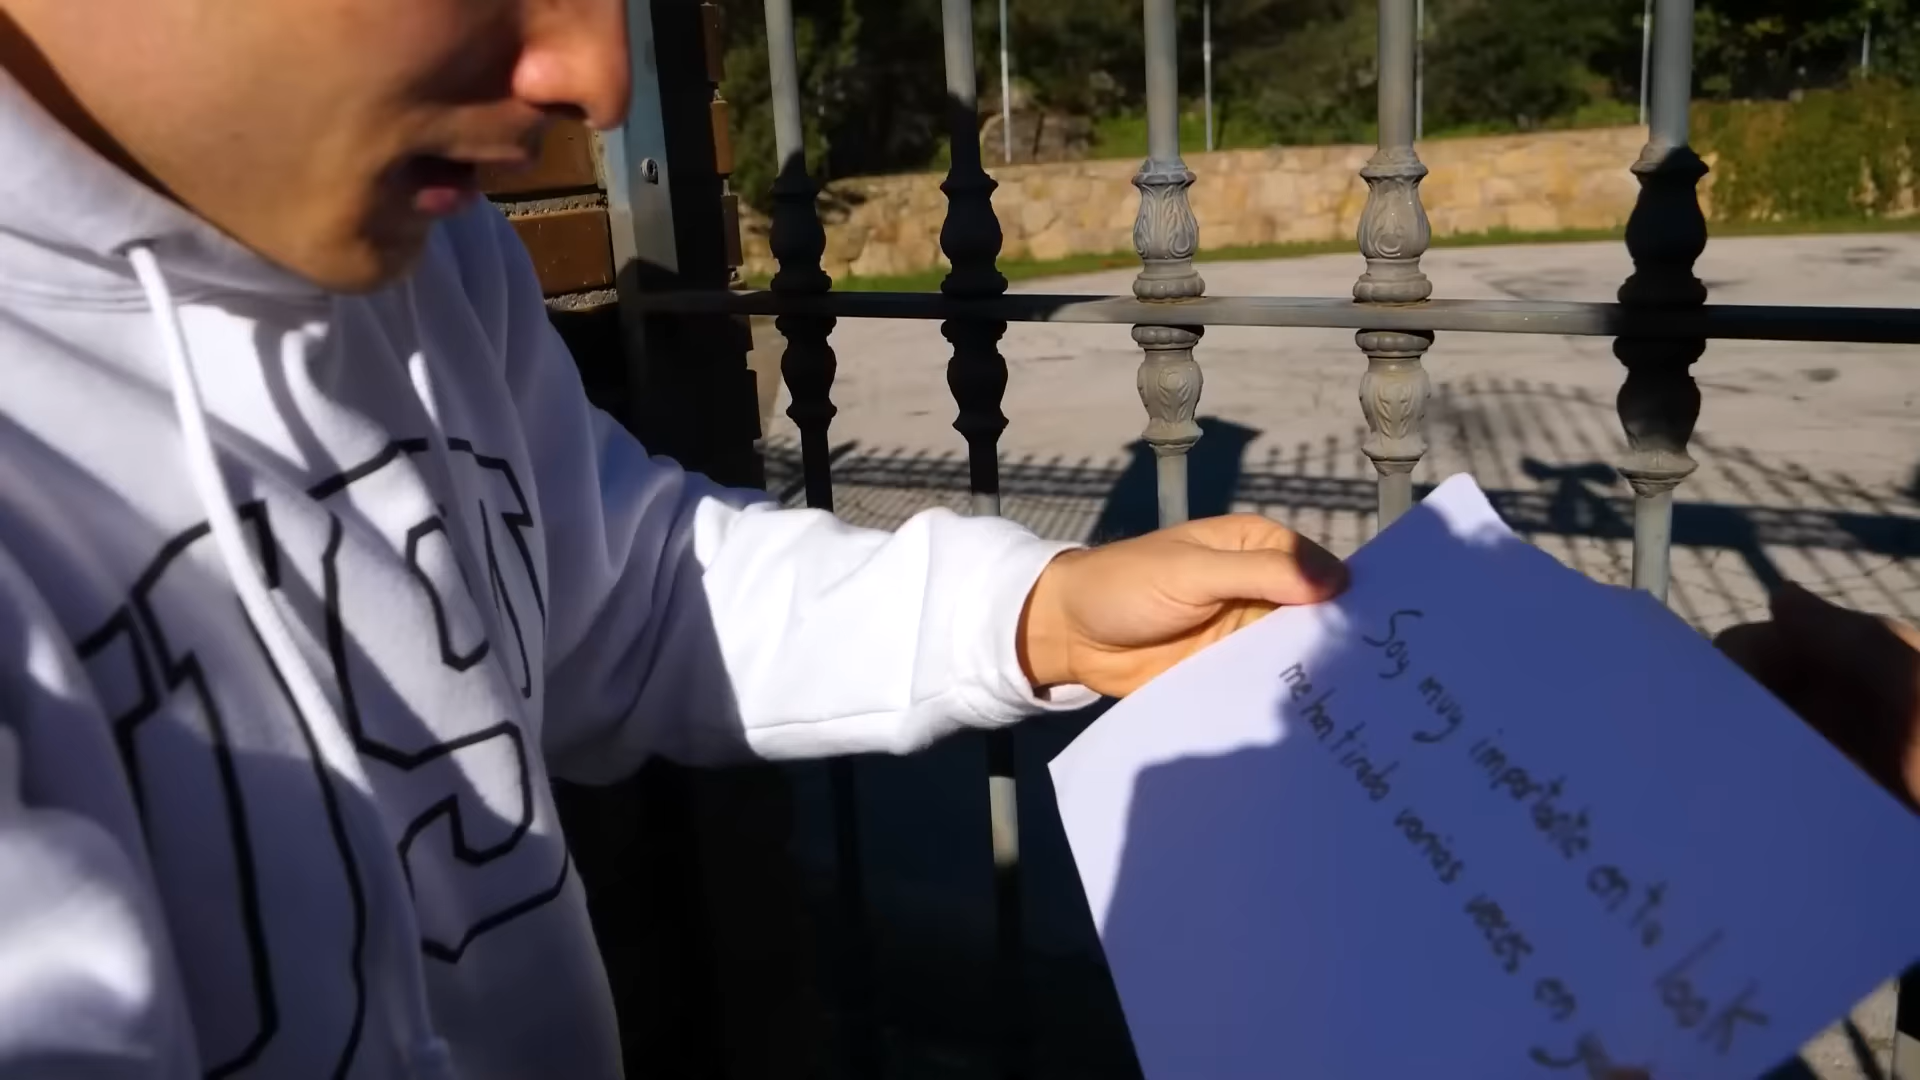 Soy muy importante en tu look
me han tirado varias veces en